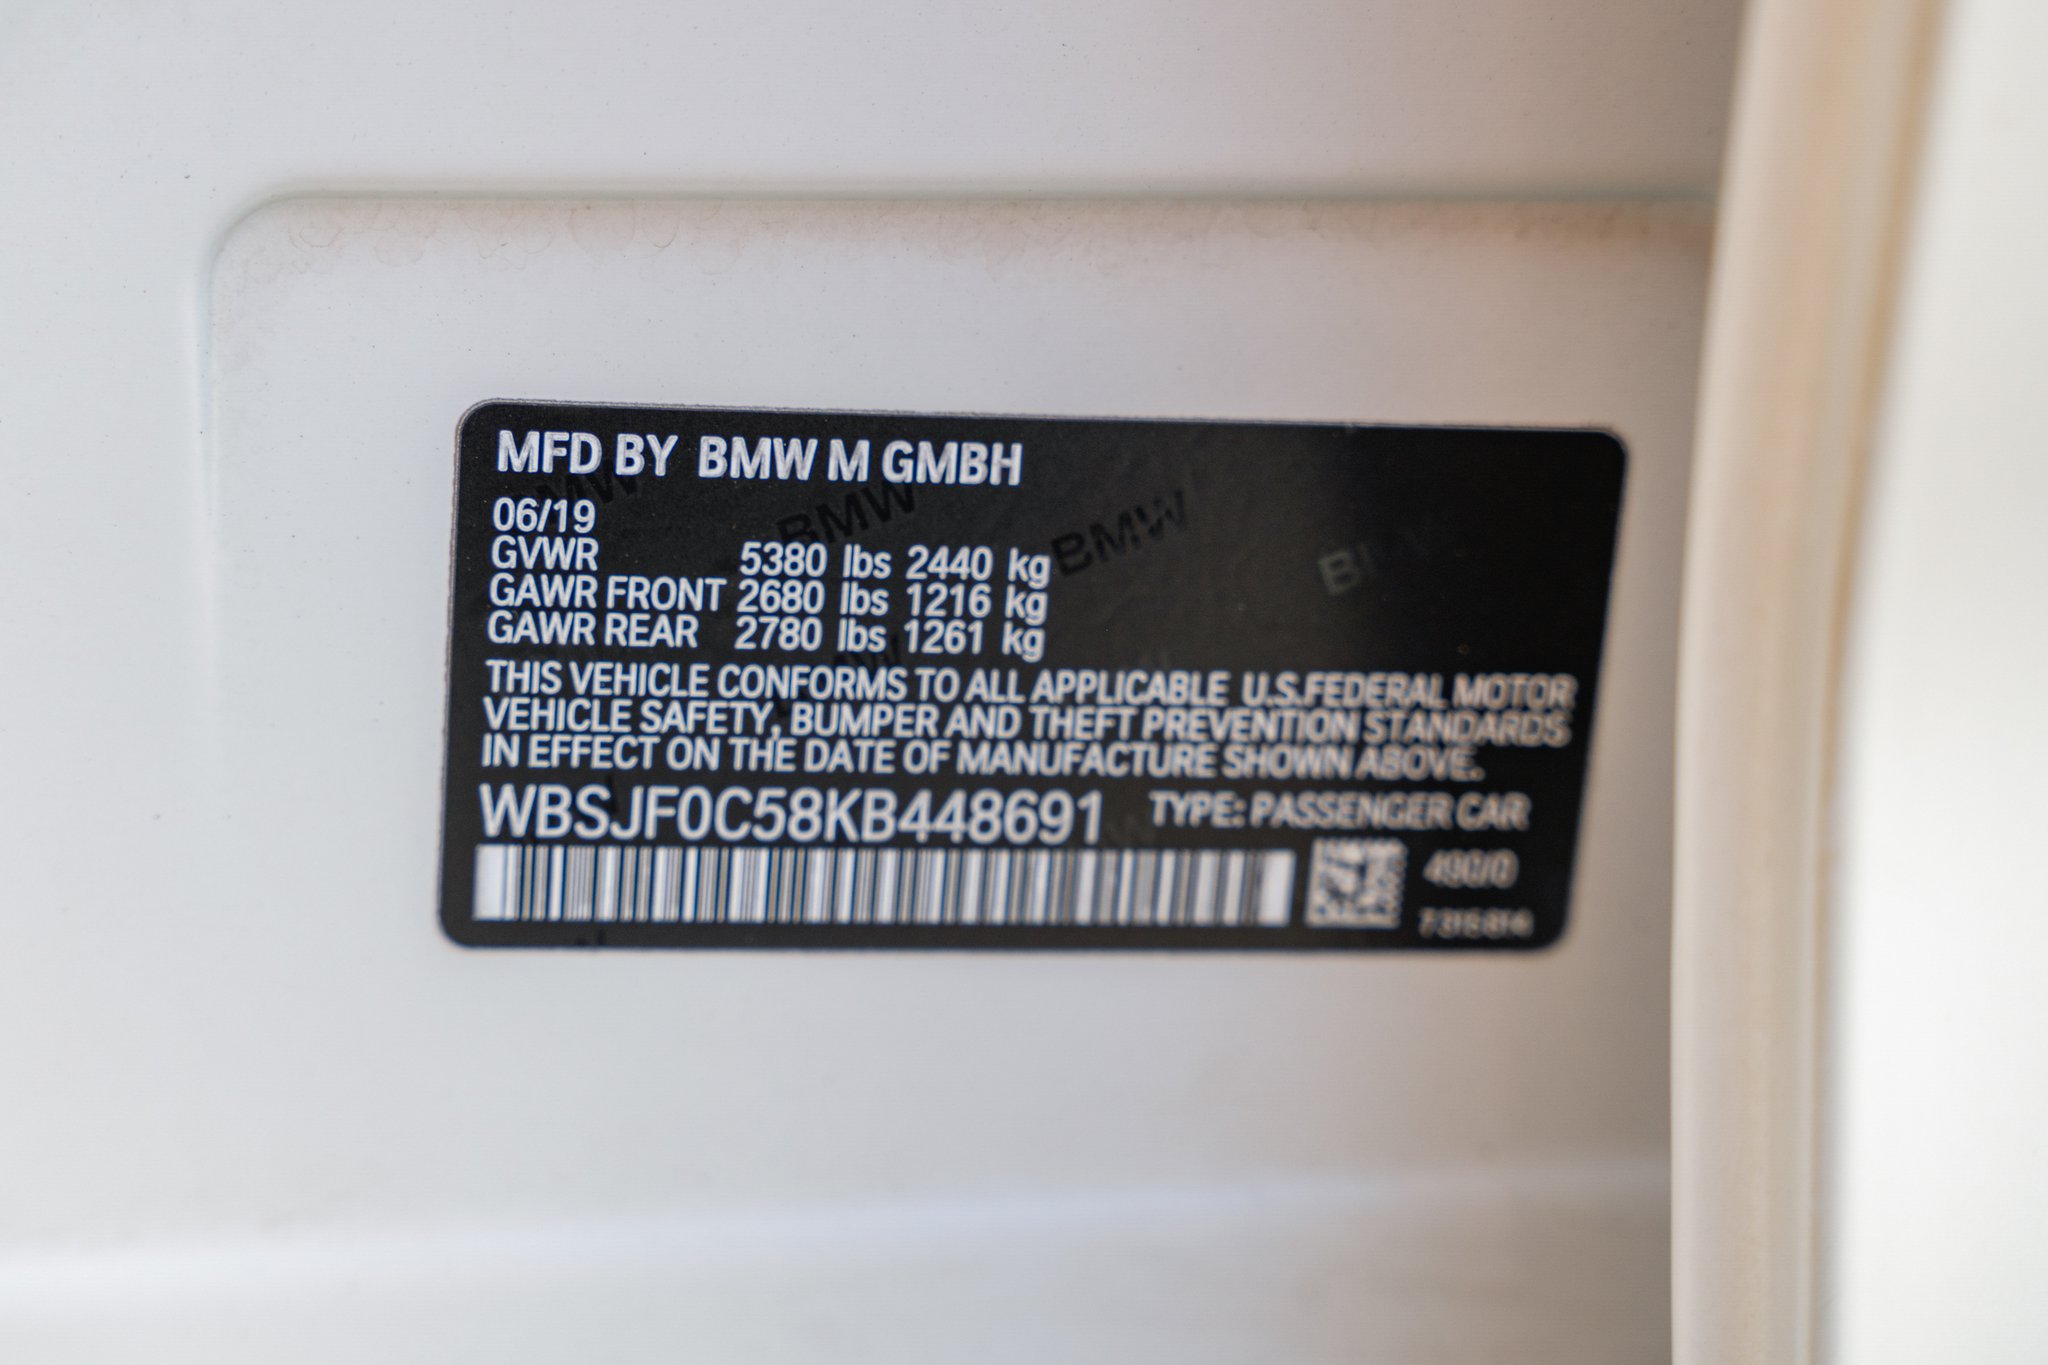 MFD BY BMW M GMBH
06/19
GVWR 5380 lbs 2440 kg
GAWR FRONT 2680 lbs 1216 kg
GAWR REAR 2780 lbs 1261 kg
THIS VEHICLE CONFORMS TO ALL APPLICABLE U.S.FEDERAL MOTOR
VEHICLE SAFETY, BUMPER AND THEFT PREVENTION STANDARDS
IN EFFECT ON THE DATE OF MANUFACTURE SHOWN ABOVE.
WBSJF0C58KB448691 TYPE: PASSENGER CAR
490/0